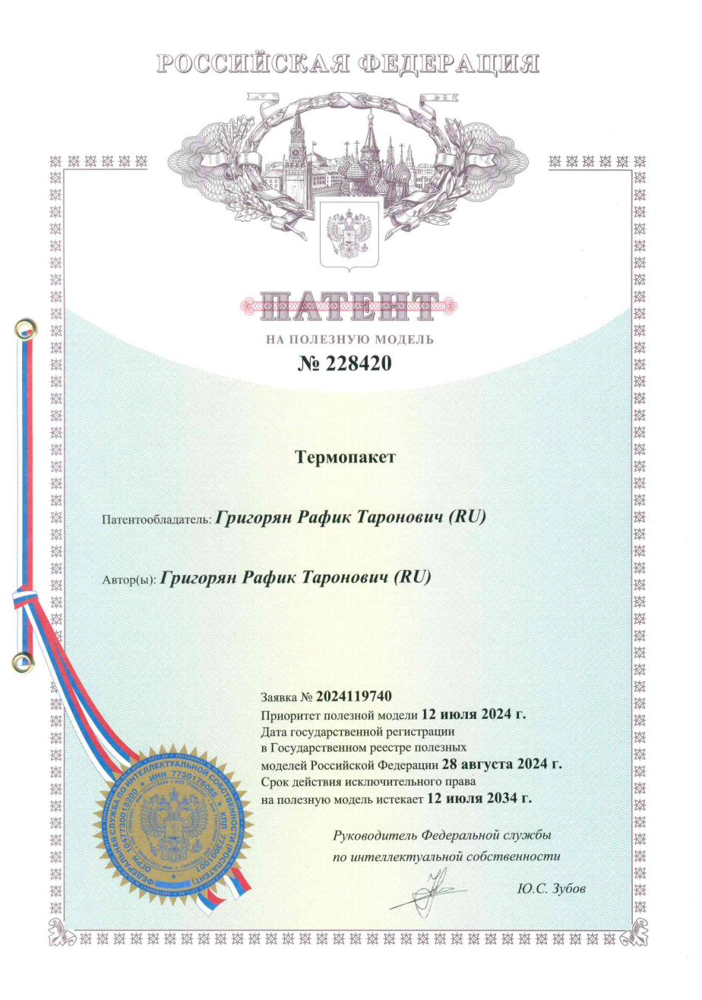 РОССИЙСКАЯ ФЕДЕРАЦИЯ
ПАТЕНТ
НА ПОЛЕЗНУЮ МОДЕЛЬ
№ 228420
Термопакет
Патентообладатель: Григорян Рафик Таронович (RU)
Автор(ы): Григорян Рафик Таронович (RU)
Заявка № 2024119740
Приоритет полезной модели 12 июля 2024 г.
Дата государственной регистрации
в Государственном реестре полезных
моделей Российской Федерации 28 августа 2024 г.
Срок действия исключительного права
на полезную модель истекает 12 июля 2034 г.
Руководитель Федеральной службы
по интеллектуальной собственности
Ю.С. Зубов
ФЕДЕРАЛЬНАЯ СЛУЖБА ПО ИНТЕЛЛЕКТУАЛЬНОЙ СОБСТВЕННОСТИ (РОСПАТЕНТ)
ОГРН 1047730015200 * ИНН 7730176088 * КПП 773001001